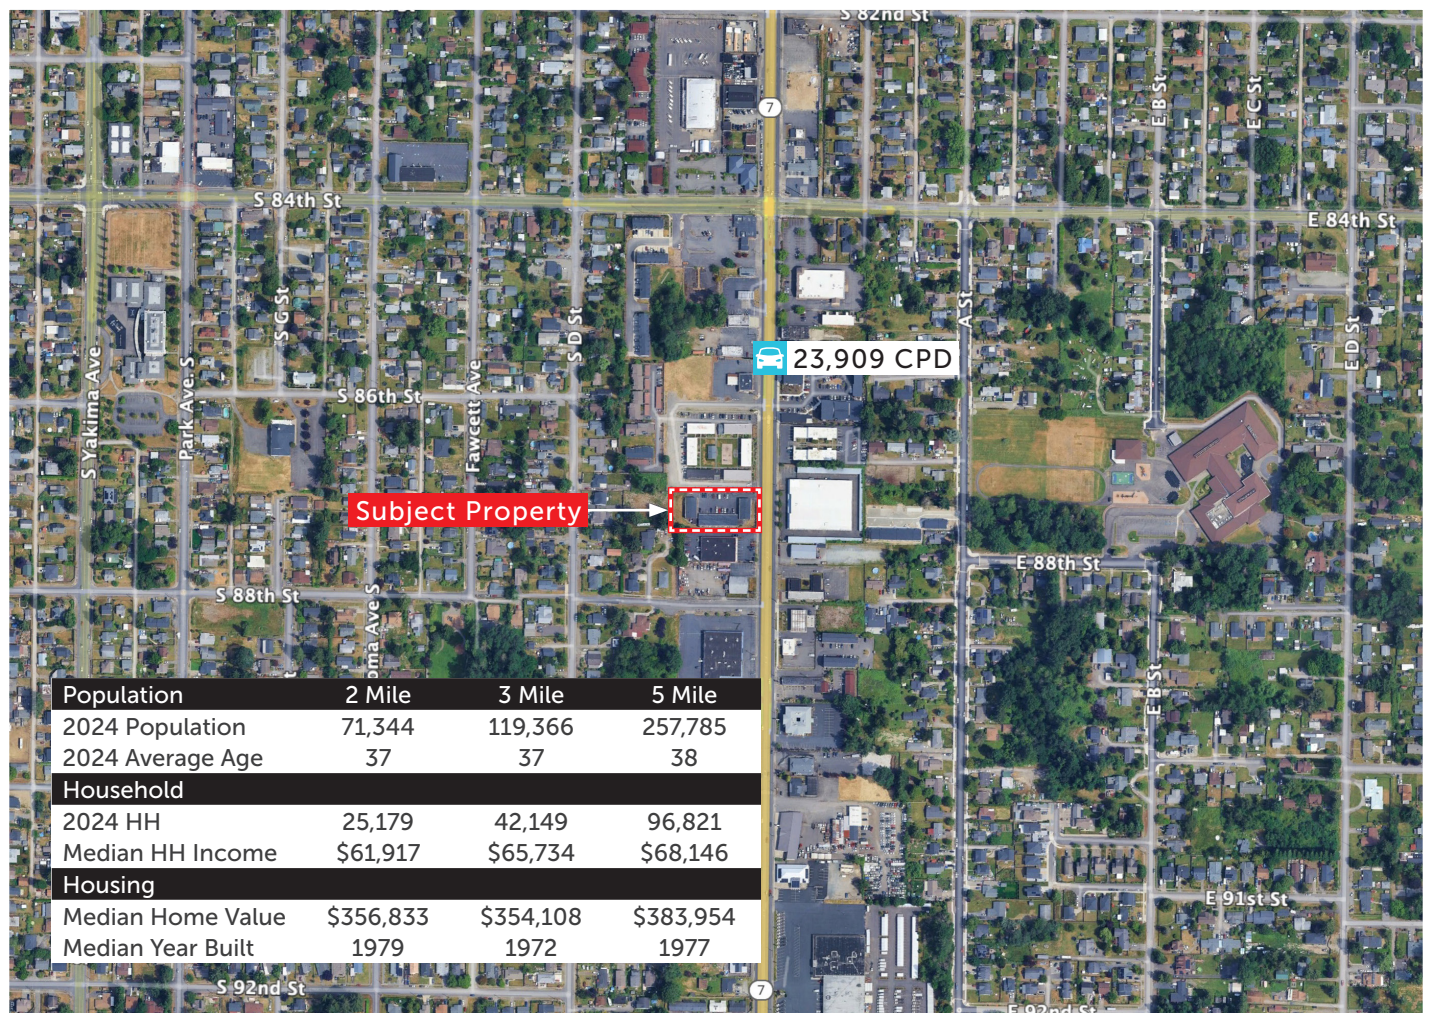 S 82nd St
7
E B St
E C St
S 84th St
E 84th St
S G St
S D St
A St
E D St
S Yakima Ave
Park Ave. S
Fawcett Ave
23,909 CPD
S 86th St
Subject Property
E 88th St
S 88th St
oma Ave S
E B St
Population 2 Mile 3 Mile 5 Mile
2024 Population 71,344 119,366 257,785
2024 Average Age 37 37 38
Household
2024 HH 25,179 42,149 96,821
Median HH Income $61,917 $65,734 $68,146
Housing
Median Home Value $356,833 $354,108 $383,954
Median Year Built 1979 1972 1977
E 91st St
S 92nd St
7
E 92nd St